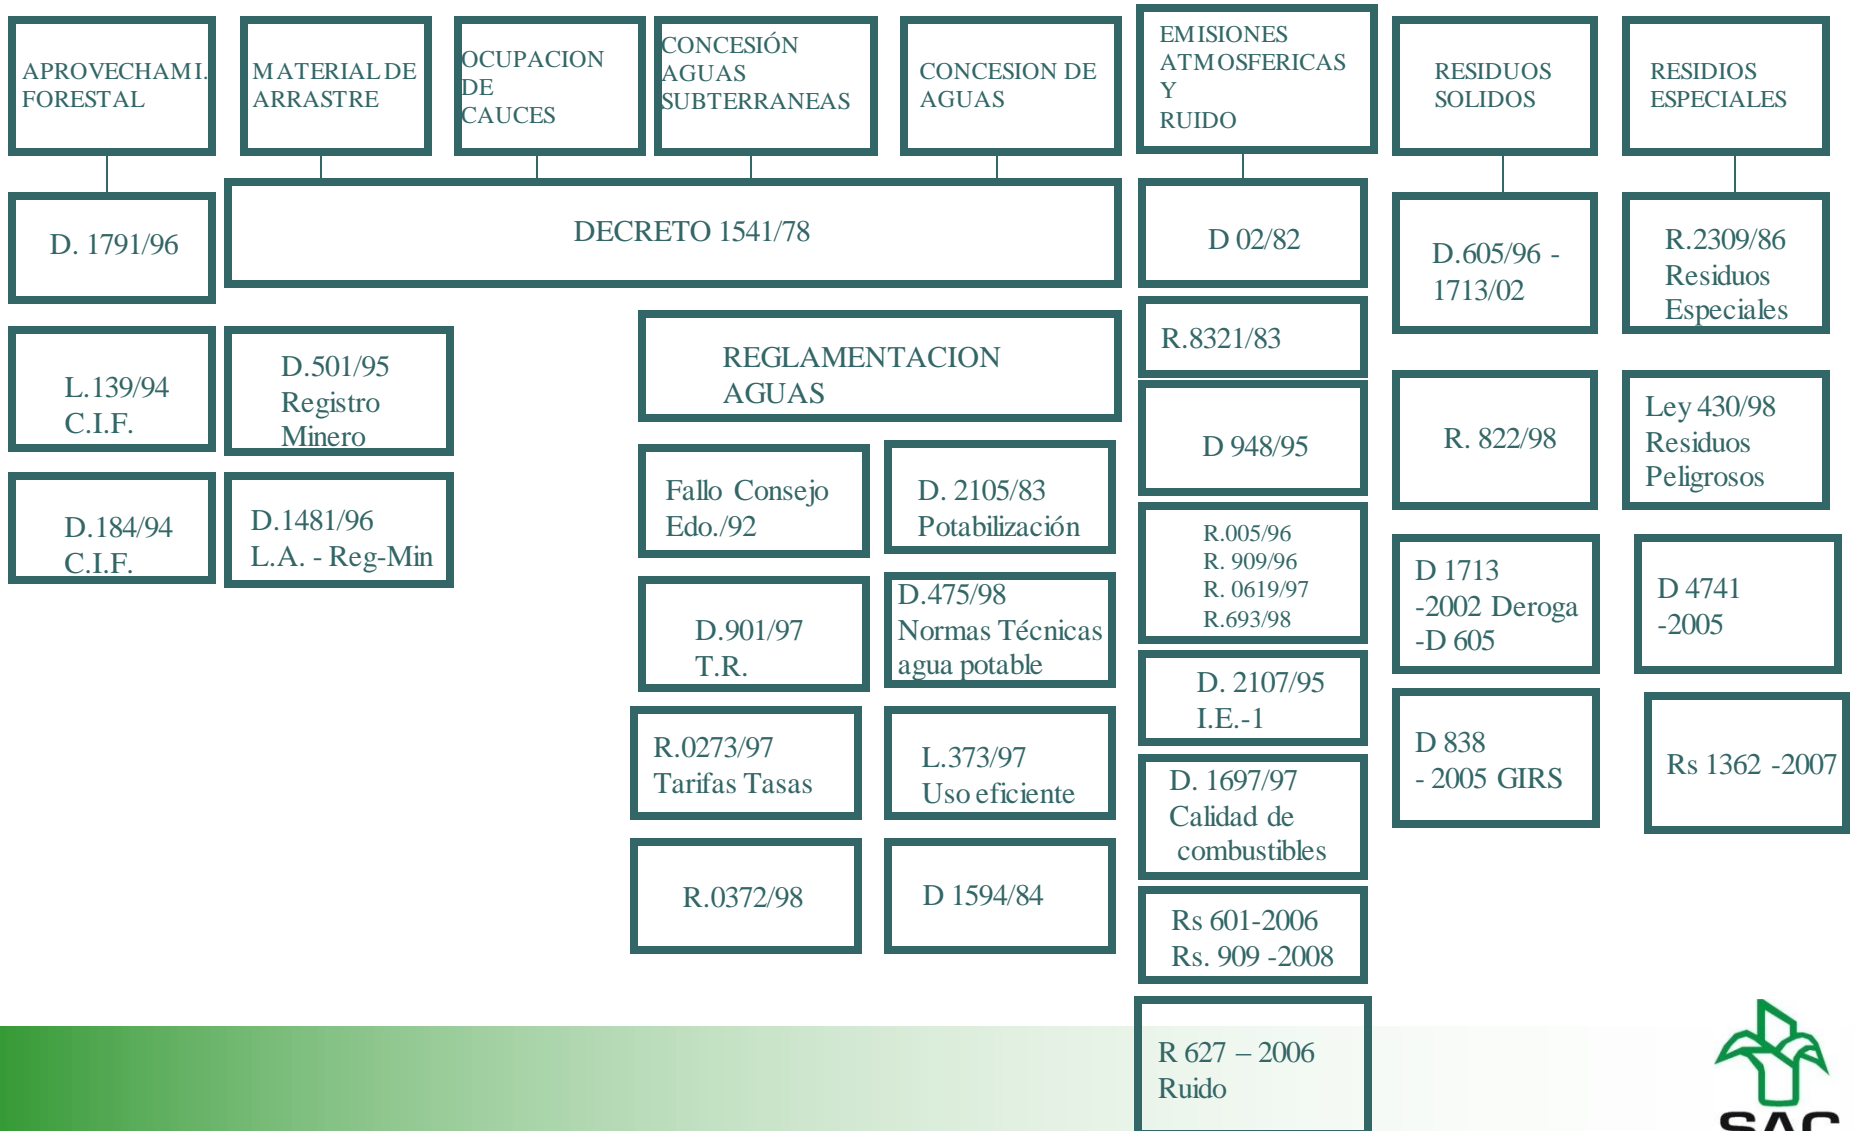 APROVECHAMI.
FORESTAL
MATERIAL DE
ARRASTRE
OCUPACION
DE
CAUCES
CONCESIÓN
AGUAS
SUBTERRANEAS
CONCESION DE
AGUAS
EMISIONES
ATMOSFERICAS
Y
RUIDO
RESIDUOS
SOLIDOS
RESIDIOS
ESPECIALES
D. 1791/96
DECRETO 1541/78
D 02/82
D.605/96 -
1713/02
R.2309/86
Residuos
Especiales
L.139/94
C.I.F.
D.501/95
Registro
Minero
REGLAMENTACION
AGUAS
R.8321/83
D 948/95
R. 822/98
Ley 430/98
Residuos
Peligrosos
D.184/94
C.I.F.
D.1481/96
L.A. - Reg-Min
Fallo Consejo
Edo./92
D. 2105/83
Potabilización
R.005/96
R. 909/96
R. 0619/97
R.693/98
D 1713
-2002 Deroga
-D 605
D 4741
-2005
D.901/97
T.R.
D.475/98
Normas Técnicas
agua potable
D. 2107/95
I.E.-1
R.0273/97
Tarifas Tasas
L.373/97
Uso eficiente
D. 1697/97
Calidad de
combustibles
D 838
- 2005 GIRS
Rs 1362 -2007
R.0372/98
D 1594/84
Rs 601-2006
Rs. 909 -2008
R 627 – 2006
Ruido
SAC